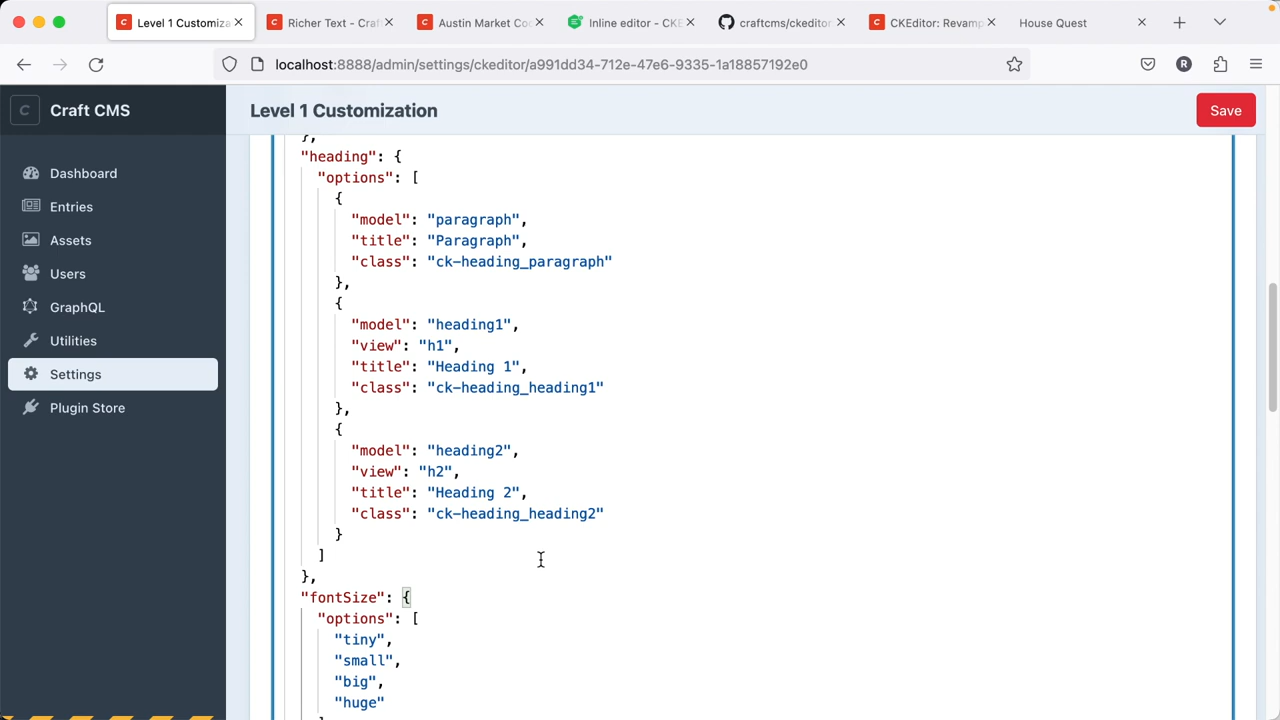 Level 1 Customiza
Richer Text - Craf
Austin Market Co
Inline editor - CKE
craftcms/ckeditor
CKEditor: Revamp
House Quest
localhost:8888/admin/settings/ckeditor/a991dd34-712e-47e6-9335-1a18857192e0
R
C
Craft CMS
Level 1 Customization
Save
Dashboard
Entries
Assets
Users
GraphQL
Utilities
Settings
Plugin Store
},
"heading": {
"options": [
{
"model": "paragraph",
"title": "Paragraph",
"class": "ck-heading_paragraph"
},
{
"model": "heading1",
"view": "h1",
"title": "Heading 1",
"class": "ck-heading_heading1"
},
{
"model": "heading2",
"view": "h2",
"title": "Heading 2",
"class": "ck-heading_heading2"
}
]
},
"fontSize": {
"options": [
"tiny",
"small",
"big",
"huge"